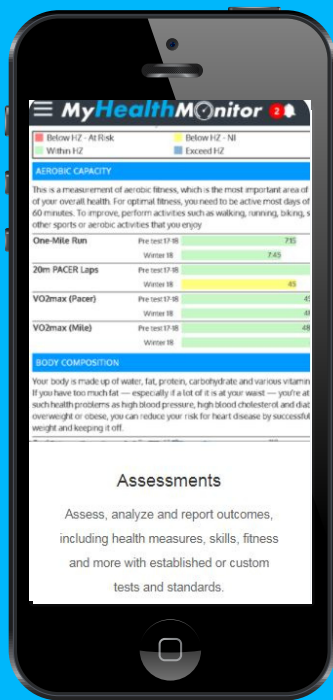 MyHealthMonitor 2
Below HZ - At Risk Below HZ - NI
Within HZ Exceed HZ
AEROBIC CAPACITY
This is a measurement of aerobic fitness, which is the most important area of
of your overall health. For optimal fitness, you need to be active most days of
60 minutes. To improve, perform activities such as walking, running, biking, s
other sports or aerobic activities that you enjoy
One-Mile Run Pre test 17-18 7:15
Winter 18 7:45
20m PACER Laps Pre test 17-18
Winter 18 45
VO2max (Pacer) Pre test 17-18
Winter 18
VO2max (Mile) Pre test 17-18 48
Winter 18
BODY COMPOSITION
Your body is made up of water, fat, protein, carbohydrate and various vitamin
If you have too much fat — especially if a lot of it is at your waist — you're at
such health problems as high blood pressure, high blood cholesterol and diab
overweight or obese, you can reduce your risk for heart disease by successful
weight and keeping it off.
Assessments
Assess, analyze and report outcomes,
including health measures, skills, fitness
and more with established or custom
tests and standards.